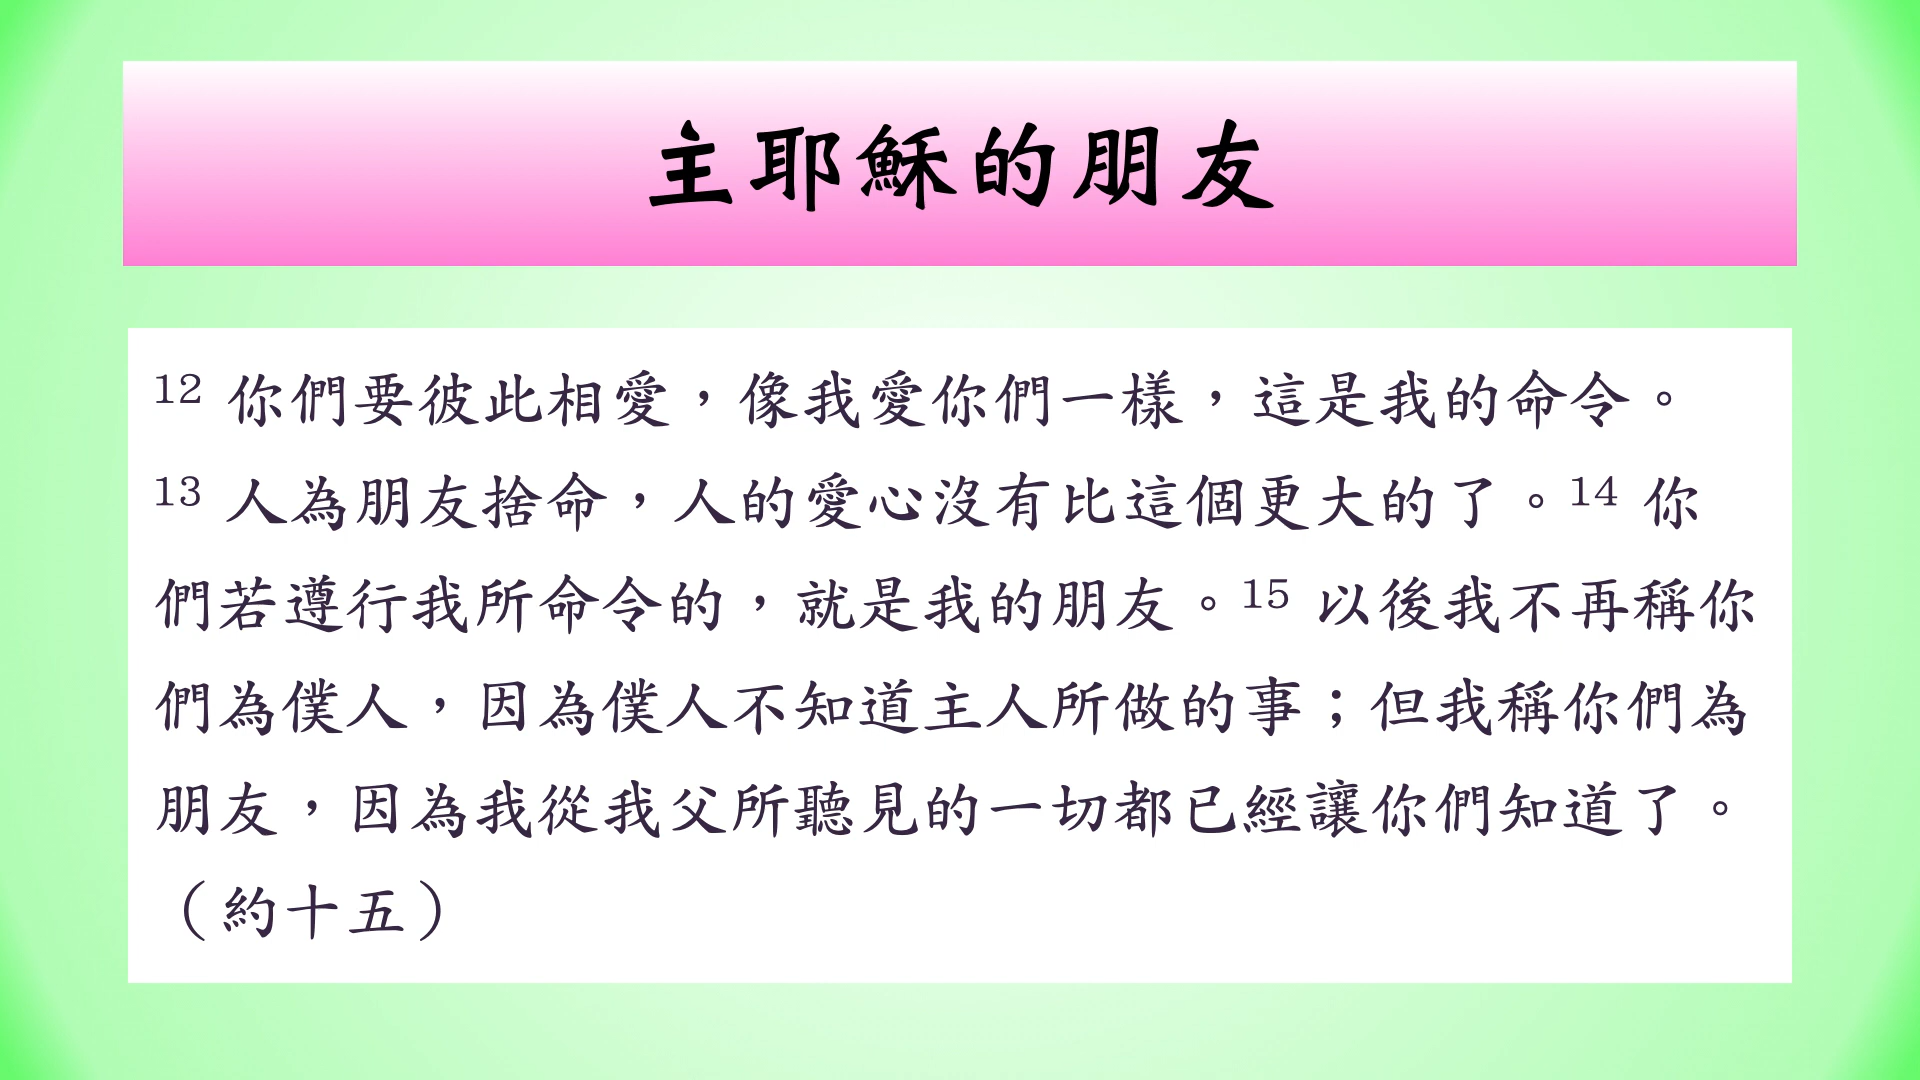 主耶穌的朋友
12 你們要彼此相愛，像我愛你們一樣，這是我的命令。
13 人為朋友捨命，人的愛心沒有比這個更大的了。14 你
們若遵行我所命令的，就是我的朋友。15 以後我不再稱你
們為僕人，因為僕人不知道主人所做的事；但我稱你們為
朋友，因為我從我父所聽見的一切都已經讓你們知道了。
（約十五）